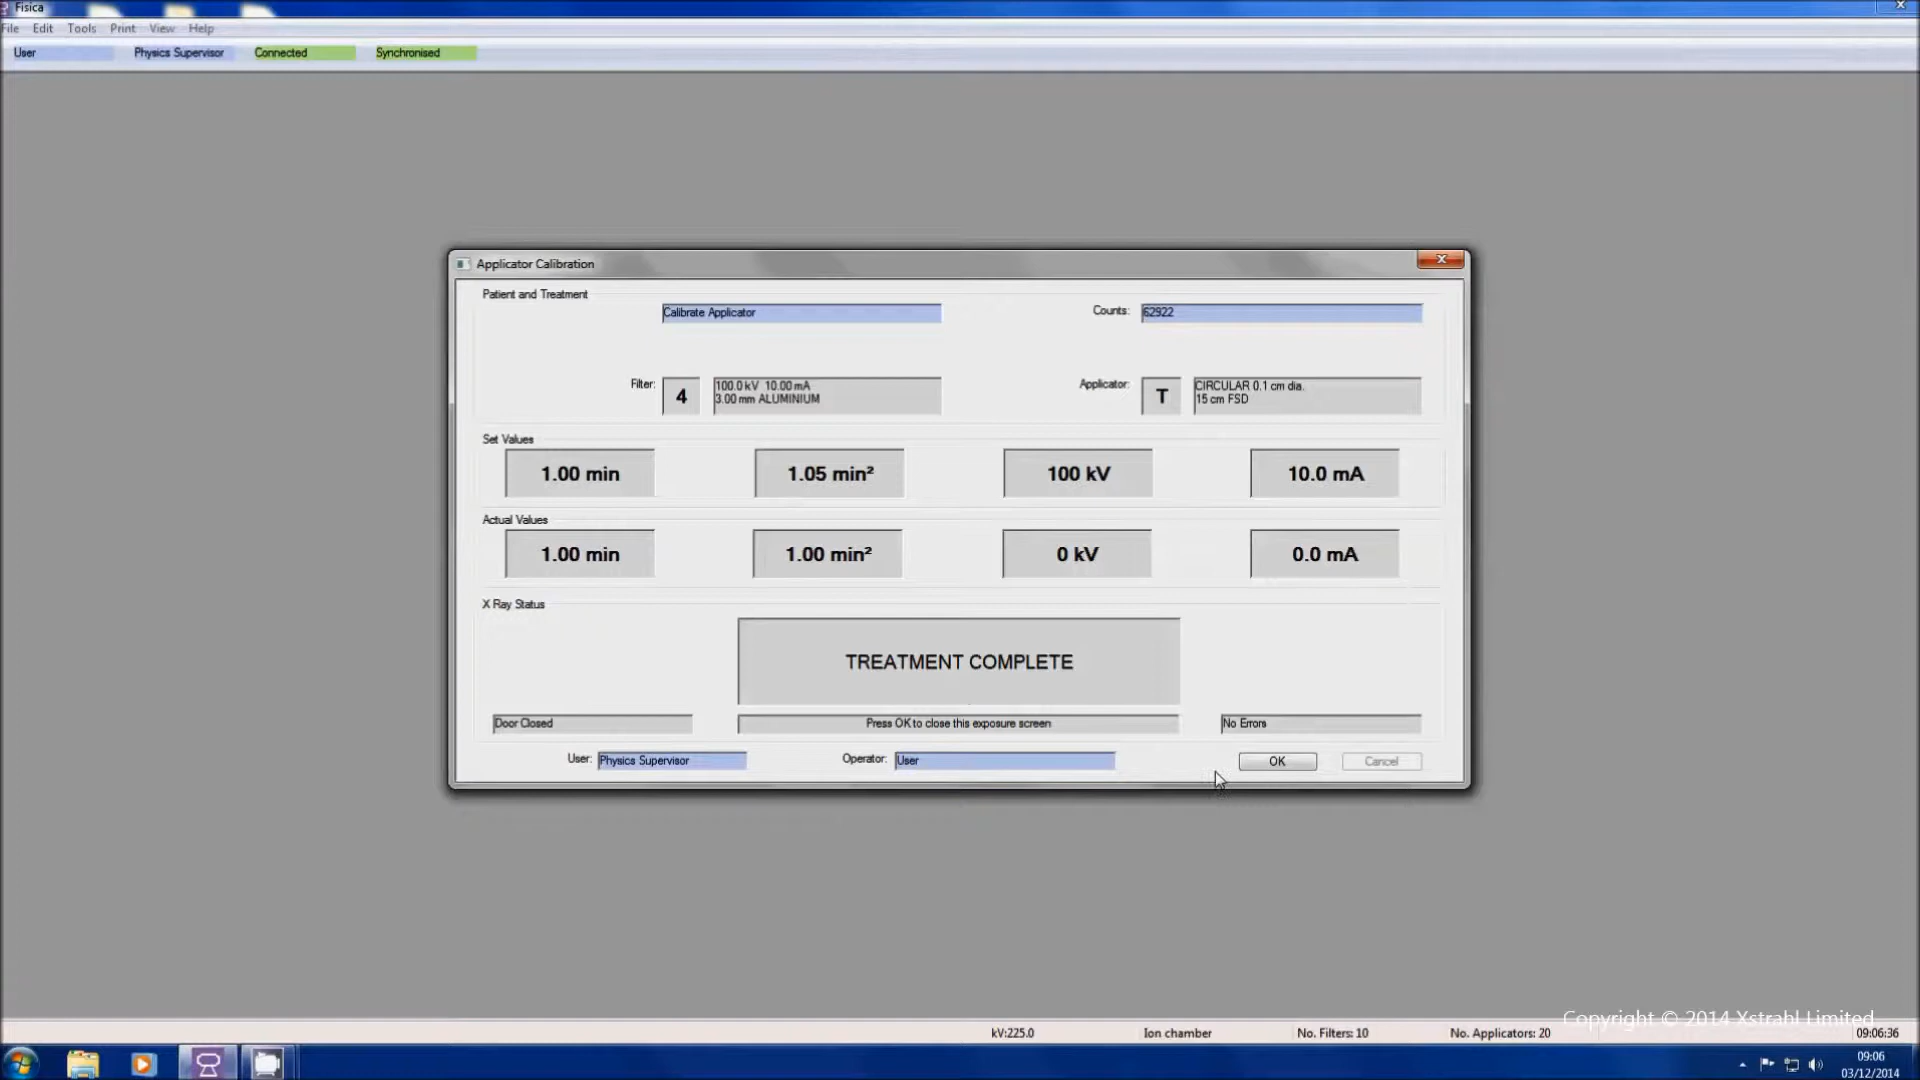 Fisica
File Edit Tools Print View Help
User Physics Supervisor Connected Synchronised
Applicator Calibration
Patient and Treatment
Calibrate Applicator Counts: 62922
Filter: 4 100.0 kV 10.00 mA
3.00 mm ALUMINIUM
Applicator: T CIRCULAR 0.1 cm dia.
15 cm FSD
Set Values
1.00 min 1.05 min² 100 kV 10.0 mA
Actual Values
1.00 min 1.00 min² 0 kV 0.0 mA
X Ray Status
TREATMENT COMPLETE
Door Closed Press OK to close this exposure screen No Errors
User: Physics Supervisor Operator: User OK Cancel
Copyright © 2014 Xstrahl Limited
kV:225.0 Ion chamber No. Filters: 10 No. Applicators: 20 09:06:36
09:06
03/12/2014